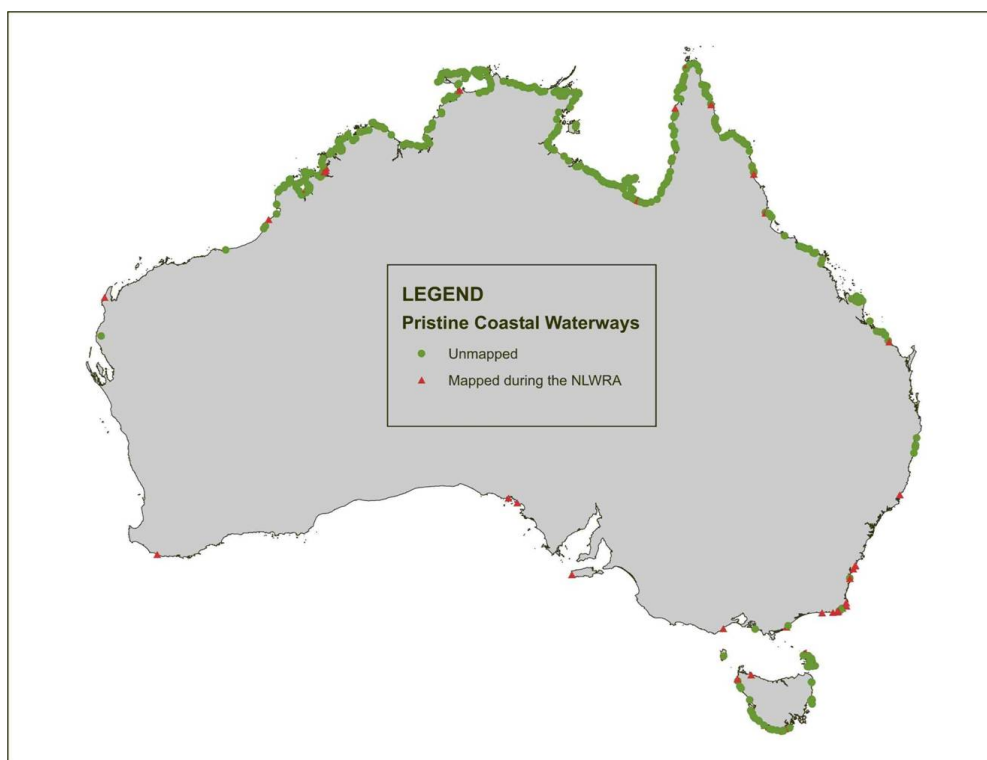 LEGEND
Pristine Coastal Waterways
Unmapped
Mapped during the NLWRA